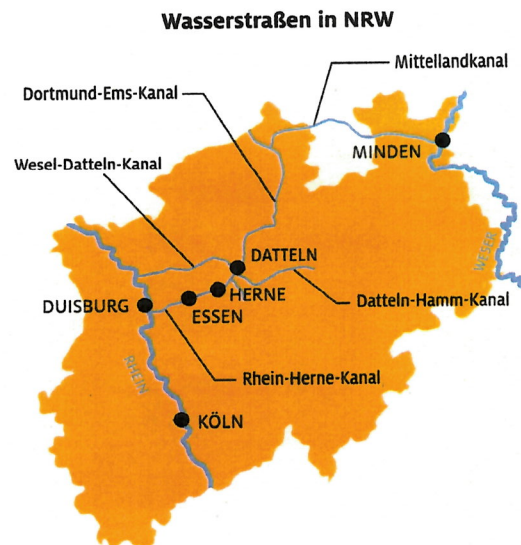 Wasserstraßen in NRW
Mittellandkanal
Dortmund-Ems-Kanal
MINDEN
Wesel-Datteln-Kanal
DATTELN
WESER
HERNE
DUISBURG
ESSEN
Datteln-Hamm-Kanal
RHEIN
Rhein-Herne-Kanal
KÖLN